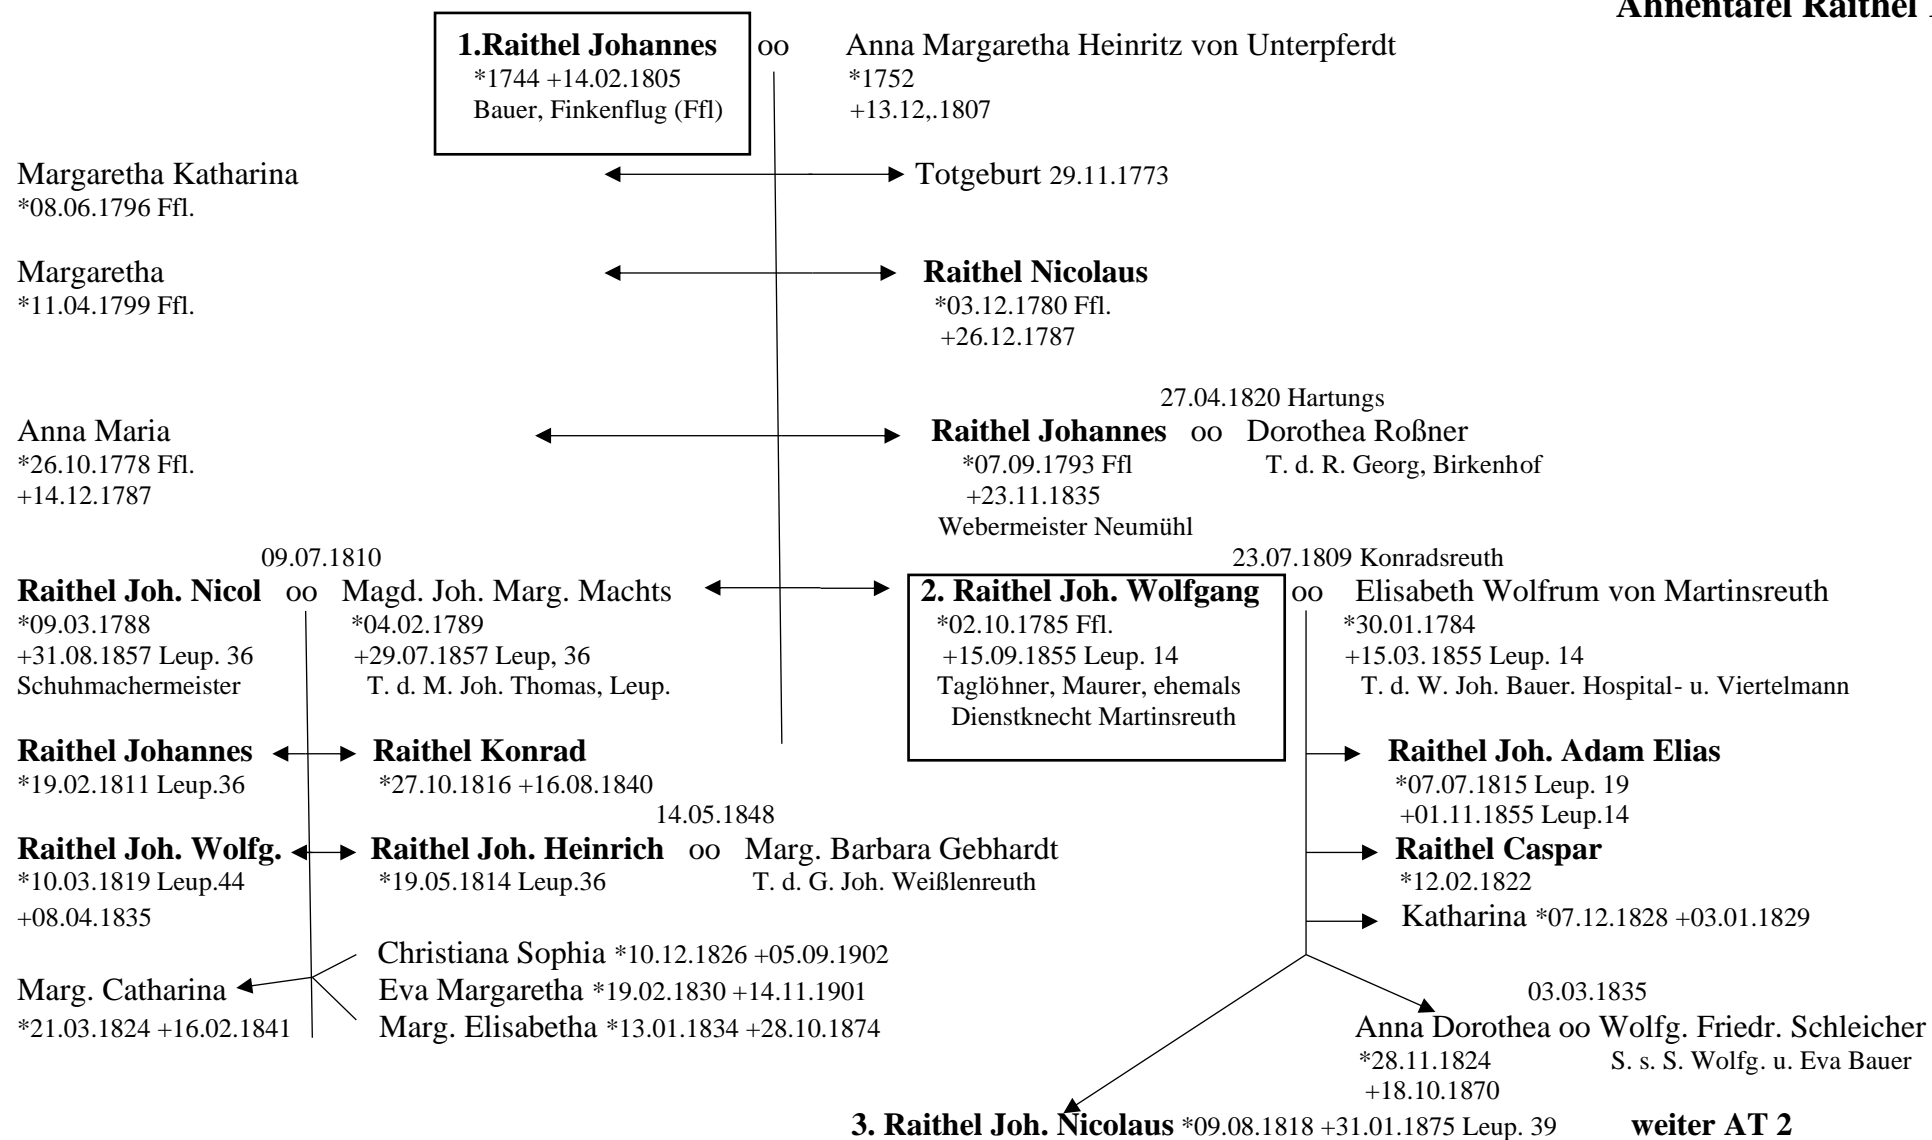 Ahnentafel Raithel
1.Raithel Johannes oo Anna Margaretha Heinritz von Unterpferdt
*1744 +14.02.1805 *1752
Bauer, Finkenflug (Ffl) +13.12,.1807
Margaretha Katharina Totgeburt 29.11.1773
*08.06.1796 Ffl.
Margaretha Raithel Nicolaus
*11.04.1799 Ffl. *03.12.1780 Ffl.
+26.12.1787
27.04.1820 Hartungs
Anna Maria Raithel Johannes oo Dorothea Roßner
*26.10.1778 Ffl. *07.09.1793 Ffl T. d. R. Georg, Birkenhof
+14.12.1787 +23.11.1835
Webermeister Neumühl
09.07.1810 23.07.1809 Konradsreuth
Raithel Joh. Nicol oo Magd. Joh. Marg. Machts 2. Raithel Joh. Wolfgang oo Elisabeth Wolfrum von Martinsreuth
*09.03.1788 *04.02.1789 *02.10.1785 Ffl. *30.01.1784
+31.08.1857 Leup. 36 +29.07.1857 Leup, 36 +15.09.1855 Leup. 14 +15.03.1855 Leup. 14
Schuhmachermeister T. d. M. Joh. Thomas, Leup. Taglöhner, Maurer, ehemals T. d. W. Joh. Bauer. Hospital- u. Viertelmann
Dienstknecht Martinsreuth
Raithel Johannes Raithel Konrad Raithel Joh. Adam Elias
*19.02.1811 Leup.36 *27.10.1816 +16.08.1840 *07.07.1815 Leup. 19
14.05.1848 +01.11.1855 Leup.14
Raithel Joh. Wolfg. Raithel Joh. Heinrich oo Marg. Barbara Gebhardt Raithel Caspar
*10.03.1819 Leup.44 *19.05.1814 Leup.36 T. d. G. Joh. Weißlenreuth *12.02.1822
+08.04.1835 Katharina *07.12.1828 +03.01.1829
Christiana Sophia *10.12.1826 +05.09.1902
Marg. Catharina Eva Margaretha *19.02.1830 +14.11.1901 03.03.1835
*21.03.1824 +16.02.1841 Marg. Elisabetha *13.01.1834 +28.10.1874 Anna Dorothea oo Wolfg. Friedr. Schleicher
*28.11.1824 S. s. S. Wolfg. u. Eva Bauer
+18.10.1870
3. Raithel Joh. Nicolaus *09.08.1818 +31.01.1875 Leup. 39 weiter AT 2